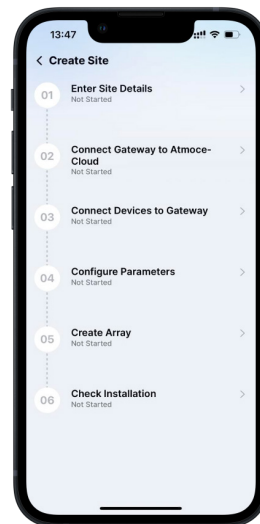 13:47
Create Site
01
Enter Site Details
Not Started
02
Connect Gateway to Atmoce-
Cloud
Not Started
03
Connect Devices to Gateway
Not Started
04
Configure Parameters
Not Started
05
Create Array
Not Started
06
Check Installation
Not Started